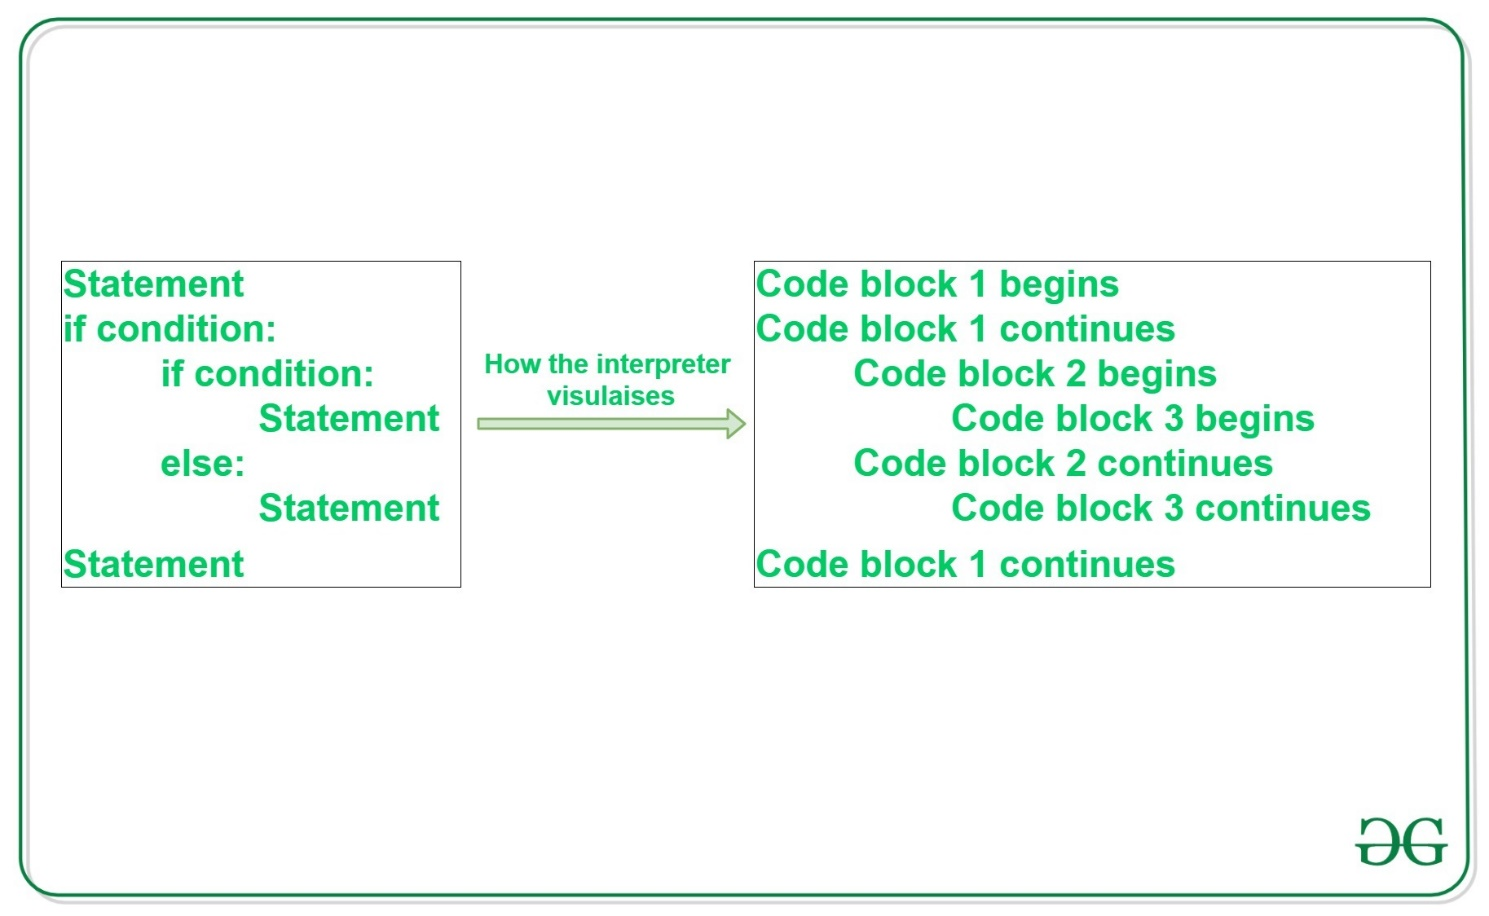 Statement
if condition:
if condition:
Statement
else:
Statement
Statement
How the interpreter
visulaises
Code block 1 begins
Code block 1 continues
Code block 2 begins
Code block 3 begins
Code block 2 continues
Code block 3 continues
Code block 1 continues